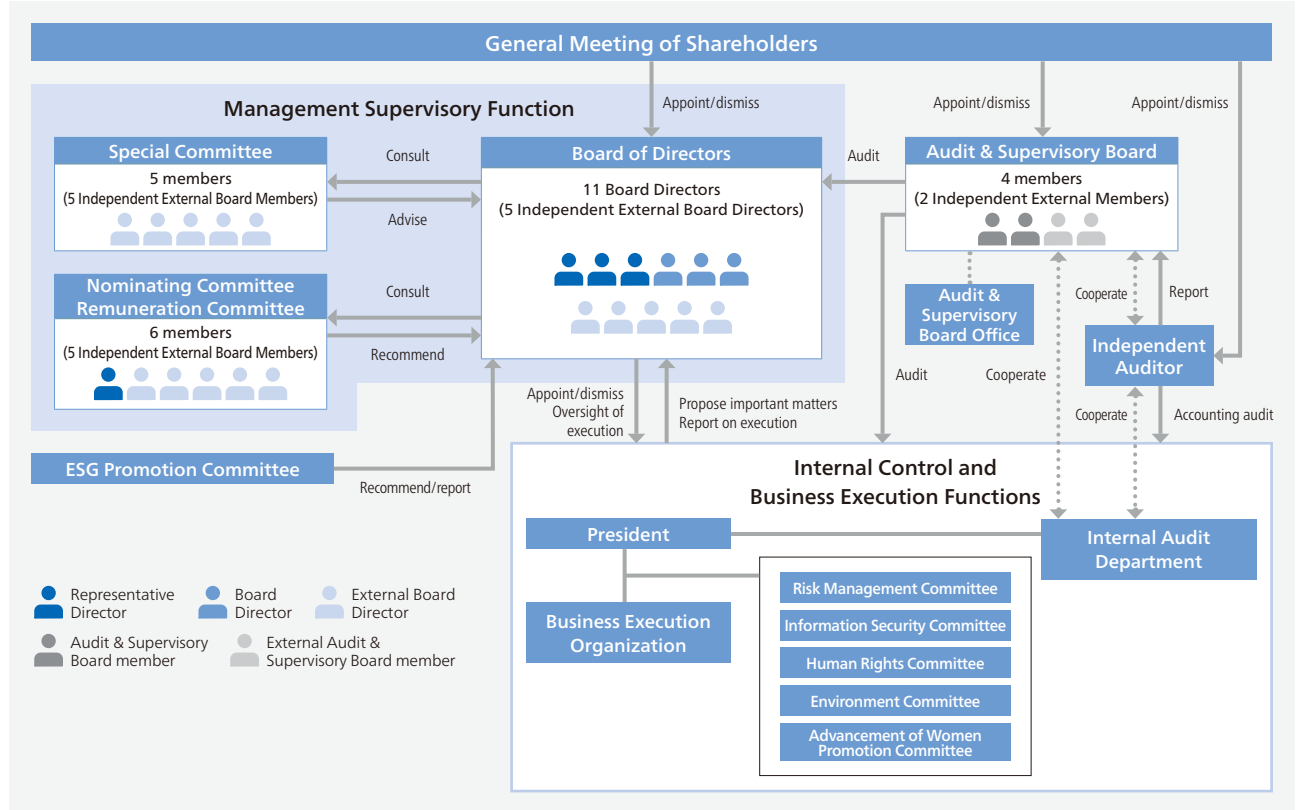 General Meeting of Shareholders
Appoint/dismiss
Appoint/dismiss
Appoint/dismiss
Management Supervisory Function
Special Committee
5 members
(5 Independent External Board Members)
Consult
Advise
Board of Directors
11 Board Directors
(5 Independent External Board Directors)
Audit
Audit & Supervisory Board
4 members
(2 Independent External Members)
Nominating Committee
Remuneration Committee
6 members
(5 Independent External Board Members)
Consult
Recommend
Audit &
Supervisory
Board Office
Cooperate
Report
Independent
Auditor
Audit
Cooperate
Cooperate
Accounting audit
Appoint/dismiss
Oversight of
execution
Propose important matters
Report on execution
ESG Promotion Committee
Recommend/report
Internal Control and
Business Execution Functions
President
Internal Audit
Department
Business Execution
Organization
Risk Management Committee
Information Security Committee
Human Rights Committee
Environment Committee
Advancement of Women
Promotion Committee
Representative
Director
Board
Director
External Board
Director
Audit & Supervisory
Board member
External Audit &
Supervisory Board member